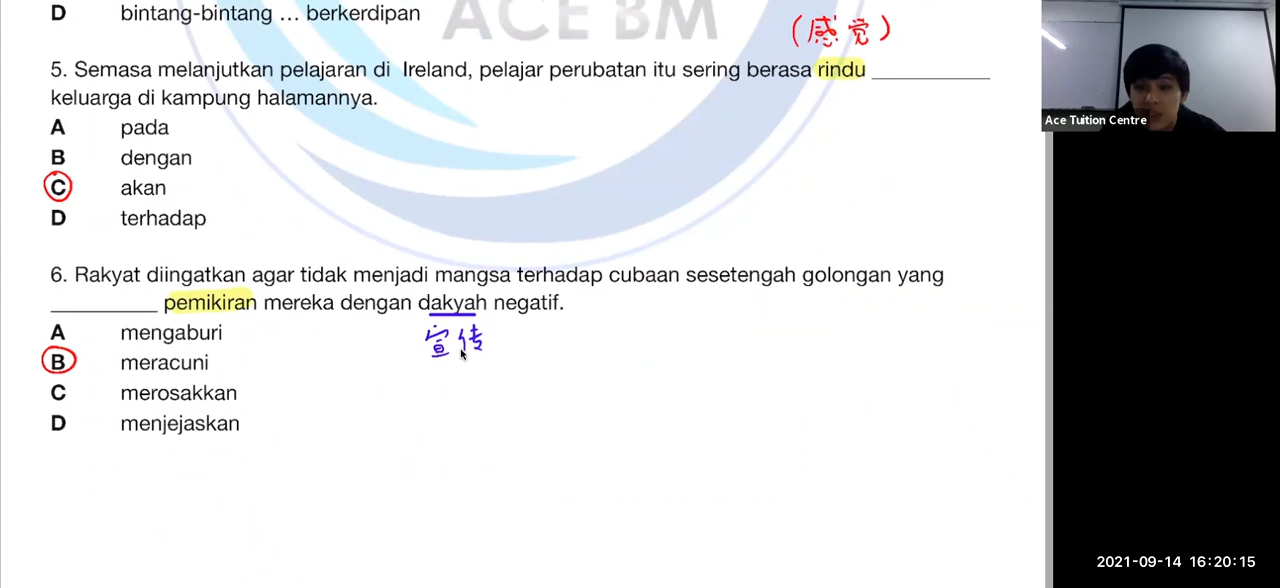 D bintang-bintang ... berkerdipan
ACE BM
(感觉)
5. Semasa melanjutkan pelajaran di Ireland, pelajar perubatan itu sering berasa rindu __________
keluarga di kampung halamannya.
A pada
B dengan
C akan
D terhadap
6. Rakyat diingatkan agar tidak menjadi mangsa terhadap cubaan sesetengah golongan yang
_________ pemikiran mereka dengan dakyah negatif.
宣传
A mengaburi
B meracuni
C merosakkan
D menjejaskan
Ace Tuition Centre
2021-09-14 16:20:15